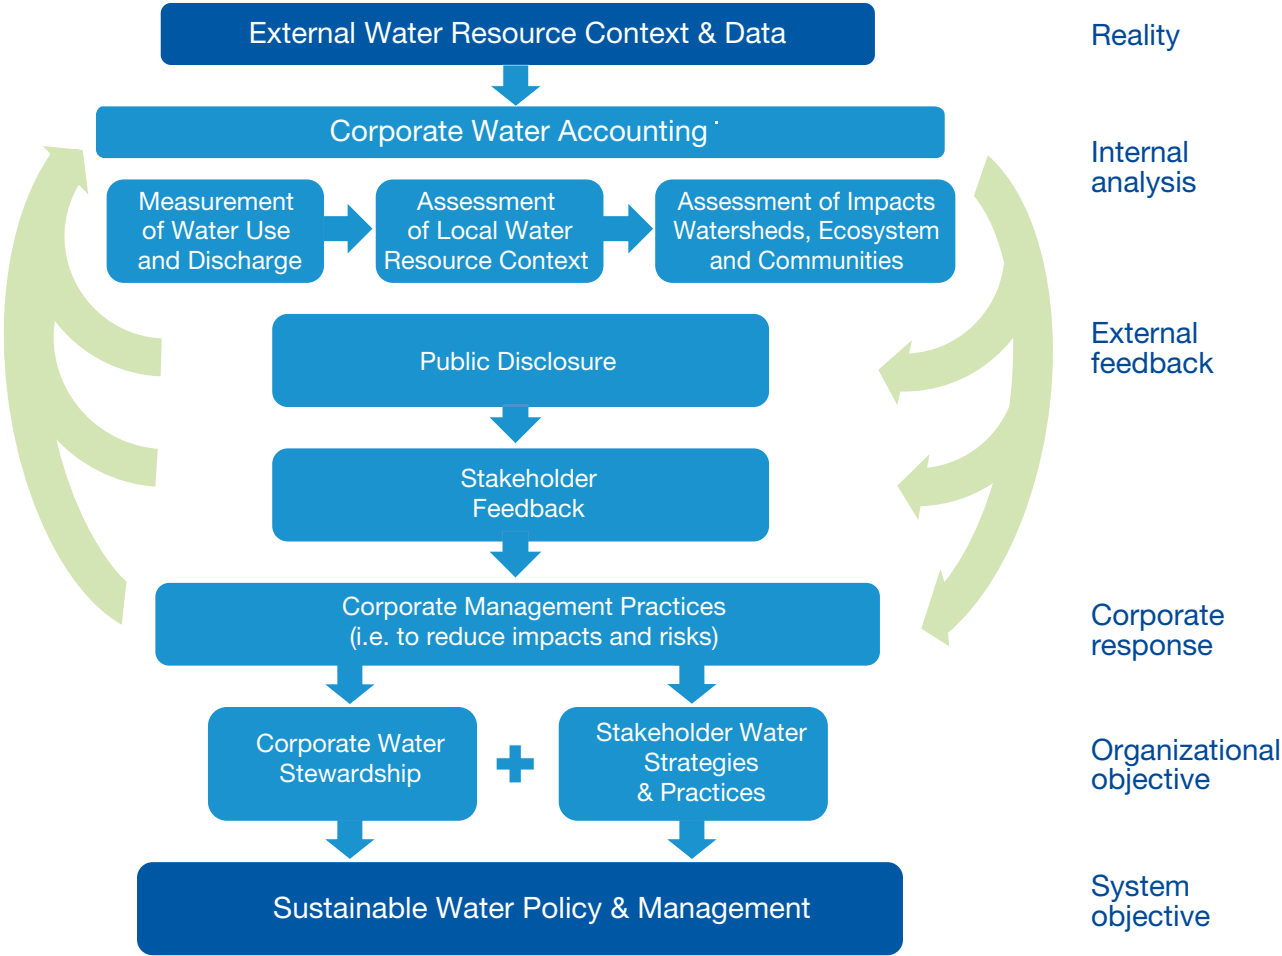 External Water Resource Context & Data
Reality
Corporate Water Accounting
Internal
analysis
Measurement
of Water Use
and Discharge
Assessment
of Local Water
Resource Context
Assessment of Impacts
Watersheds, Ecosystem
and Communities
Public Disclosure
External
feedback
Stakeholder
Feedback
Corporate Management Practices
(i.e. to reduce impacts and risks)
Corporate
response
Corporate Water
Stewardship
Stakeholder Water
Strategies
& Practices
Organizational
objective
Sustainable Water Policy & Management
System
objective